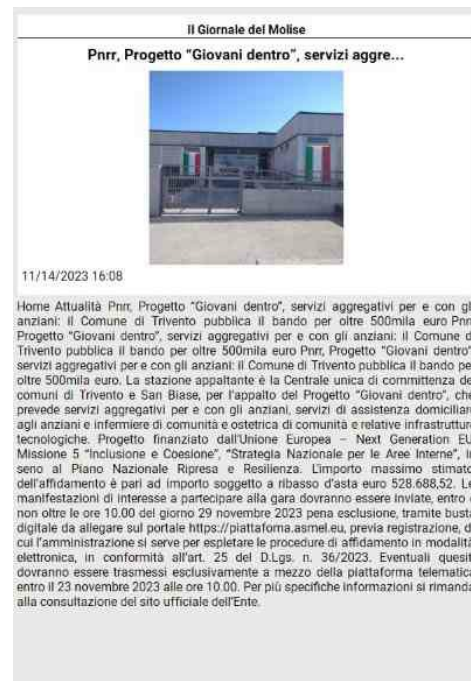 Il Giornale del Molise
Pnrr, Progetto “Giovani dentro”, servizi aggre...
11/14/2023 16:08
Home Attualità Pnrr, Progetto “Giovani dentro”, servizi aggregativi per e con gli
anziani: il Comune di Trivento pubblica il bando per oltre 500mila euro Pnrr,
Progetto “Giovani dentro”, servizi aggregativi per e con gli anziani: il Comune di
Trivento pubblica il bando per oltre 500mila euro Pnrr, Progetto “Giovani dentro”,
servizi aggregativi per e con gli anziani: il Comune di Trivento pubblica il bando per
oltre 500mila euro. La stazione appaltante è la Centrale unica di committenza dei
comuni di Trivento e San Biase, per l'appalto del Progetto “Giovani dentro”, che
prevede servizi aggregativi per e con gli anziani, servizi di assistenza domiciliare
agli anziani e infermiere di comunità e ostetrica di comunità e relative infrastrutture
tecnologiche. Progetto finanziato dall'Unione Europea – Next Generation EU,
Missione 5 “Inclusione e Coesione”, “Strategia Nazionale per le Aree Interne”, in
seno al Piano Nazionale Ripresa e Resilienza. L'importo massimo stimato
dell'affidamento è pari ad importo soggetto a ribasso d'asta euro 528.688,52. Le
manifestazioni di interesse a partecipare alla gara dovranno essere inviate, entro e
non oltre le ore 10.00 del giorno 29 novembre 2023 pena esclusione, tramite busta
digitale da allegare sul portale https://piattafoma.asmel.eu, previa registrazione, di
cui l'amministrazione si serve per espletare le procedure di affidamento in modalità
elettronica, in conformità all'art. 25 del D.Lgs. n. 36/2023. Eventuali quesiti
dovranno essere trasmessi esclusivamente a mezzo della piattaforma telematica
entro il 23 novembre 2023 alle ore 10.00. Per più specifiche informazioni si rimanda
alla consultazione del sito ufficiale dell'Ente.